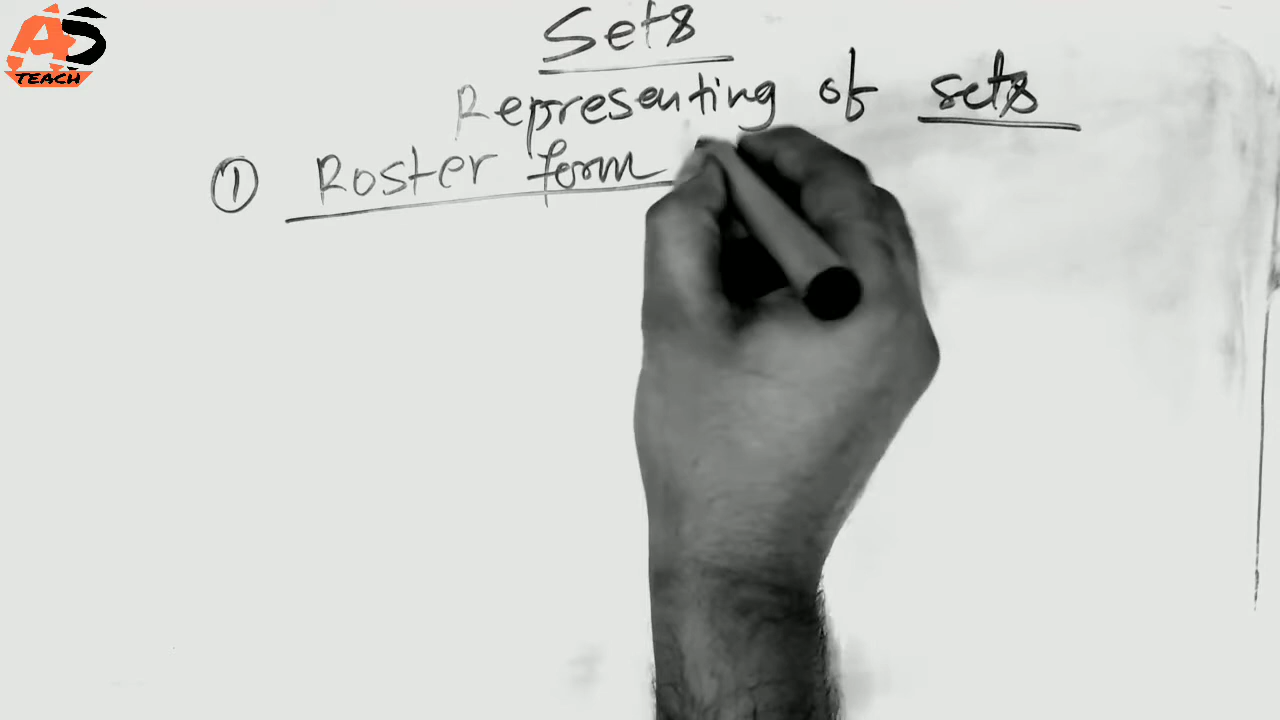 AS
TEACH
Sets
Representing of sets
① Roster form